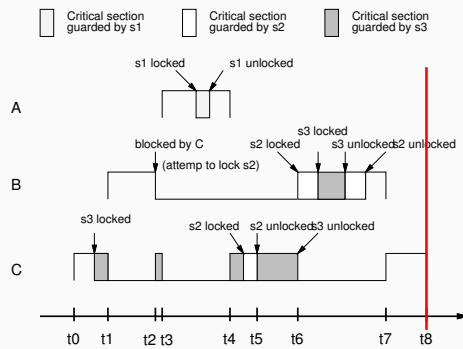 Critical section
guarded by s1
Critical section
guarded by s2
Critical section
guarded by s3
s1 locked
s1 unlocked
A
blocked by C
(attemp to lock s2)
s2 locked
s3 locked
s3 unlocked
s2 unlocked
B
s3 locked
s2 locked
s2 unlocked
s3 unlocked
C
t0 t1 t2 t3 t4 t5 t6 t7 t8